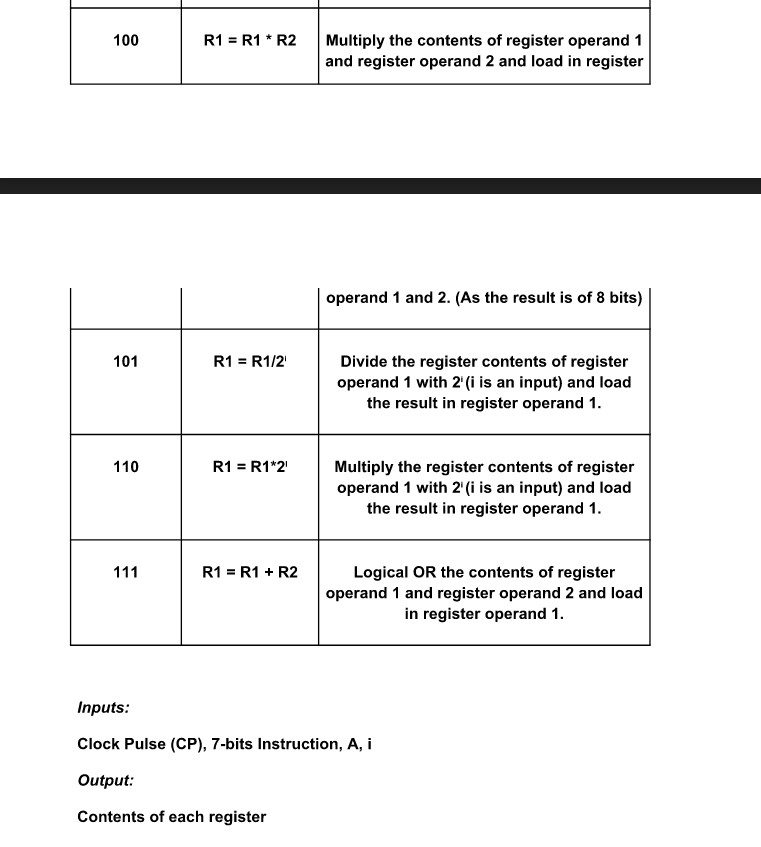 100
R1 = R1 * R2
Multiply the contents of register operand 1
and register operand 2 and load in register
operand 1 and 2. (As the result is of 8 bits)
101
R1 = R1/2ⁱ
Divide the register contents of register
operand 1 with 2ⁱ (i is an input) and load
the result in register operand 1.
110
R1 = R1*2ⁱ
Multiply the register contents of register
operand 1 with 2ⁱ (i is an input) and load
the result in register operand 1.
111
R1 = R1 + R2
Logical OR the contents of register
operand 1 and register operand 2 and load
in register operand 1.
Inputs:
Clock Pulse (CP), 7-bits Instruction, A, i
Output:
Contents of each register